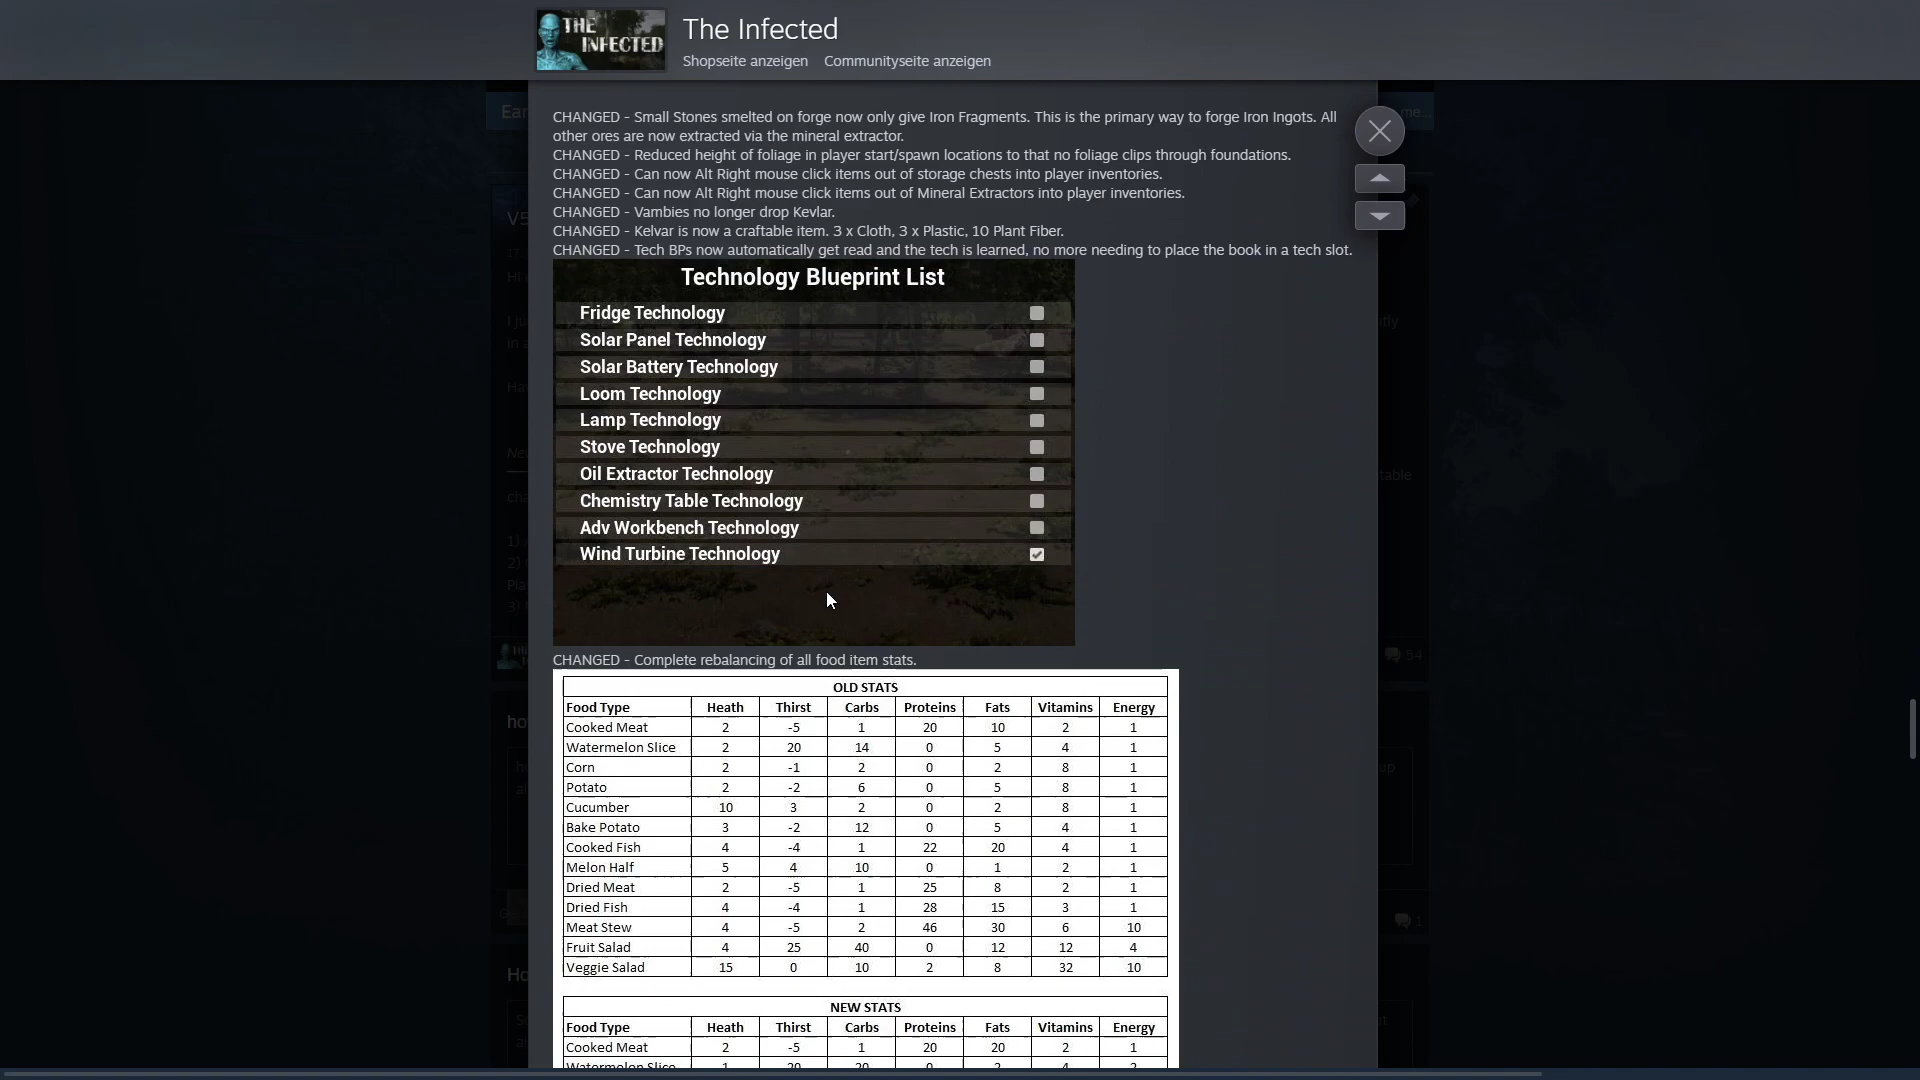 THE
INFECTED
The Infected
Shopseite anzeigen Communityseite anzeigen
CHANGED - Small Stones smelted on forge now only give Iron Fragments. This is the primary way to forge Iron Ingots. All
other ores are now extracted via the mineral extractor.
CHANGED - Reduced height of foliage in player start/spawn locations to that no foliage clips through foundations.
CHANGED - Can now Alt Right mouse click items out of storage chests into player inventories.
CHANGED - Can now Alt Right mouse click items out of Mineral Extractors into player inventories.
CHANGED - Vambies no longer drop Kevlar.
CHANGED - Kelvar is now a craftable item. 3 x Cloth, 3 x Plastic, 10 Plant Fiber.
CHANGED - Tech BPs now automatically get read and the tech is learned, no more needing to place the book in a tech slot.
Technology Blueprint List
Fridge Technology
Solar Panel Technology
Solar Battery Technology
Loom Technology
Lamp Technology
Stove Technology
Oil Extractor Technology
Chemistry Table Technology
Adv Workbench Technology
Wind Turbine Technology
CHANGED - Complete rebalancing of all food item stats.
OLD STATS
Food Type Heath Thirst Carbs Proteins Fats Vitamins Energy
Cooked Meat 2 -5 1 20 10 2 1
Watermelon Slice 2 20 14 0 5 4 1
Corn 2 -1 2 0 2 8 1
Potato 2 -2 6 0 5 8 1
Cucumber 10 3 2 0 2 8 1
Bake Potato 3 -2 12 0 5 4 1
Cooked Fish 4 -4 1 22 20 4 1
Melon Half 5 4 10 0 1 2 1
Dried Meat 2 -5 1 25 8 2 1
Dried Fish 4 -4 1 28 15 3 1
Meat Stew 4 -5 2 46 30 6 10
Fruit Salad 4 25 40 0 12 12 4
Veggie Salad 15 0 10 2 8 32 10
NEW STATS
Food Type Heath Thirst Carbs Proteins Fats Vitamins Energy
Cooked Meat 2 -5 1 20 20 2 1
Watermelon Slice 1 20 20 0 2 4 2